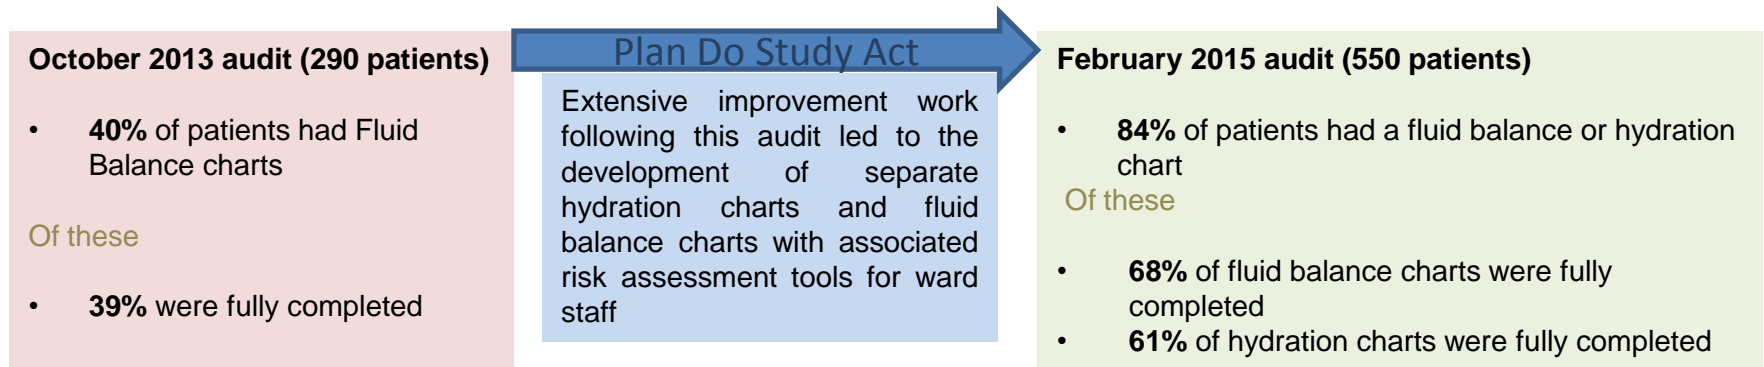 October 2013 audit (290 patients)
• 40% of patients had Fluid
Balance charts
Of these
• 39% were fully completed
Plan Do Study Act
Extensive improvement work
following this audit led to the
development of separate
hydration charts and fluid
balance charts with associated
risk assessment tools for ward
staff
February 2015 audit (550 patients)
• 84% of patients had a fluid balance or hydration
chart
Of these
• 68% of fluid balance charts were fully
completed
• 61% of hydration charts were fully completed